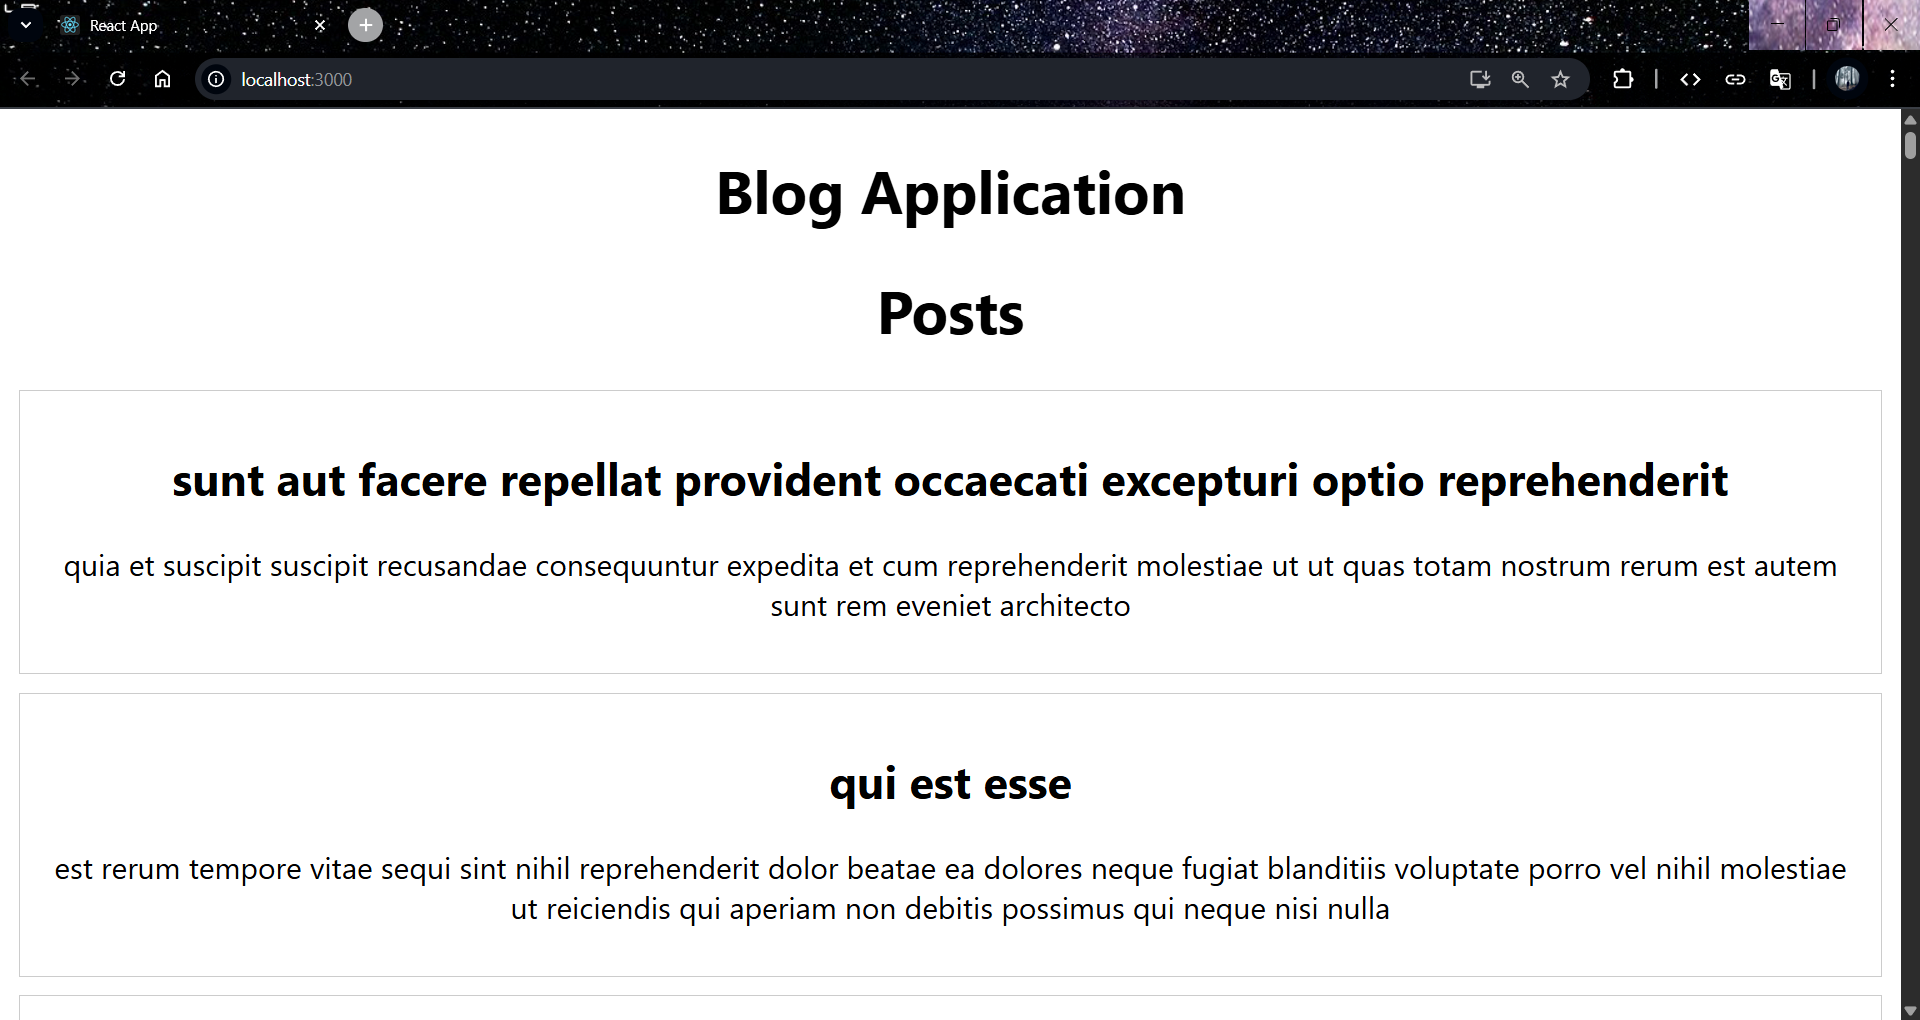 React App
localhost:3000
Blog Application
Posts
sunt aut facere repellat provident occaecati excepturi optio reprehenderit
quia et suscipit suscipit recusandae consequuntur expedita et cum reprehenderit molestiae ut ut quas totam nostrum rerum est autem
sunt rem eveniet architecto
qui est esse
est rerum tempore vitae sequi sint nihil reprehenderit dolor beatae ea dolores neque fugiat blanditiis voluptate porro vel nihil molestiae
ut reiciendis qui aperiam non debitis possimus qui neque nisi nulla